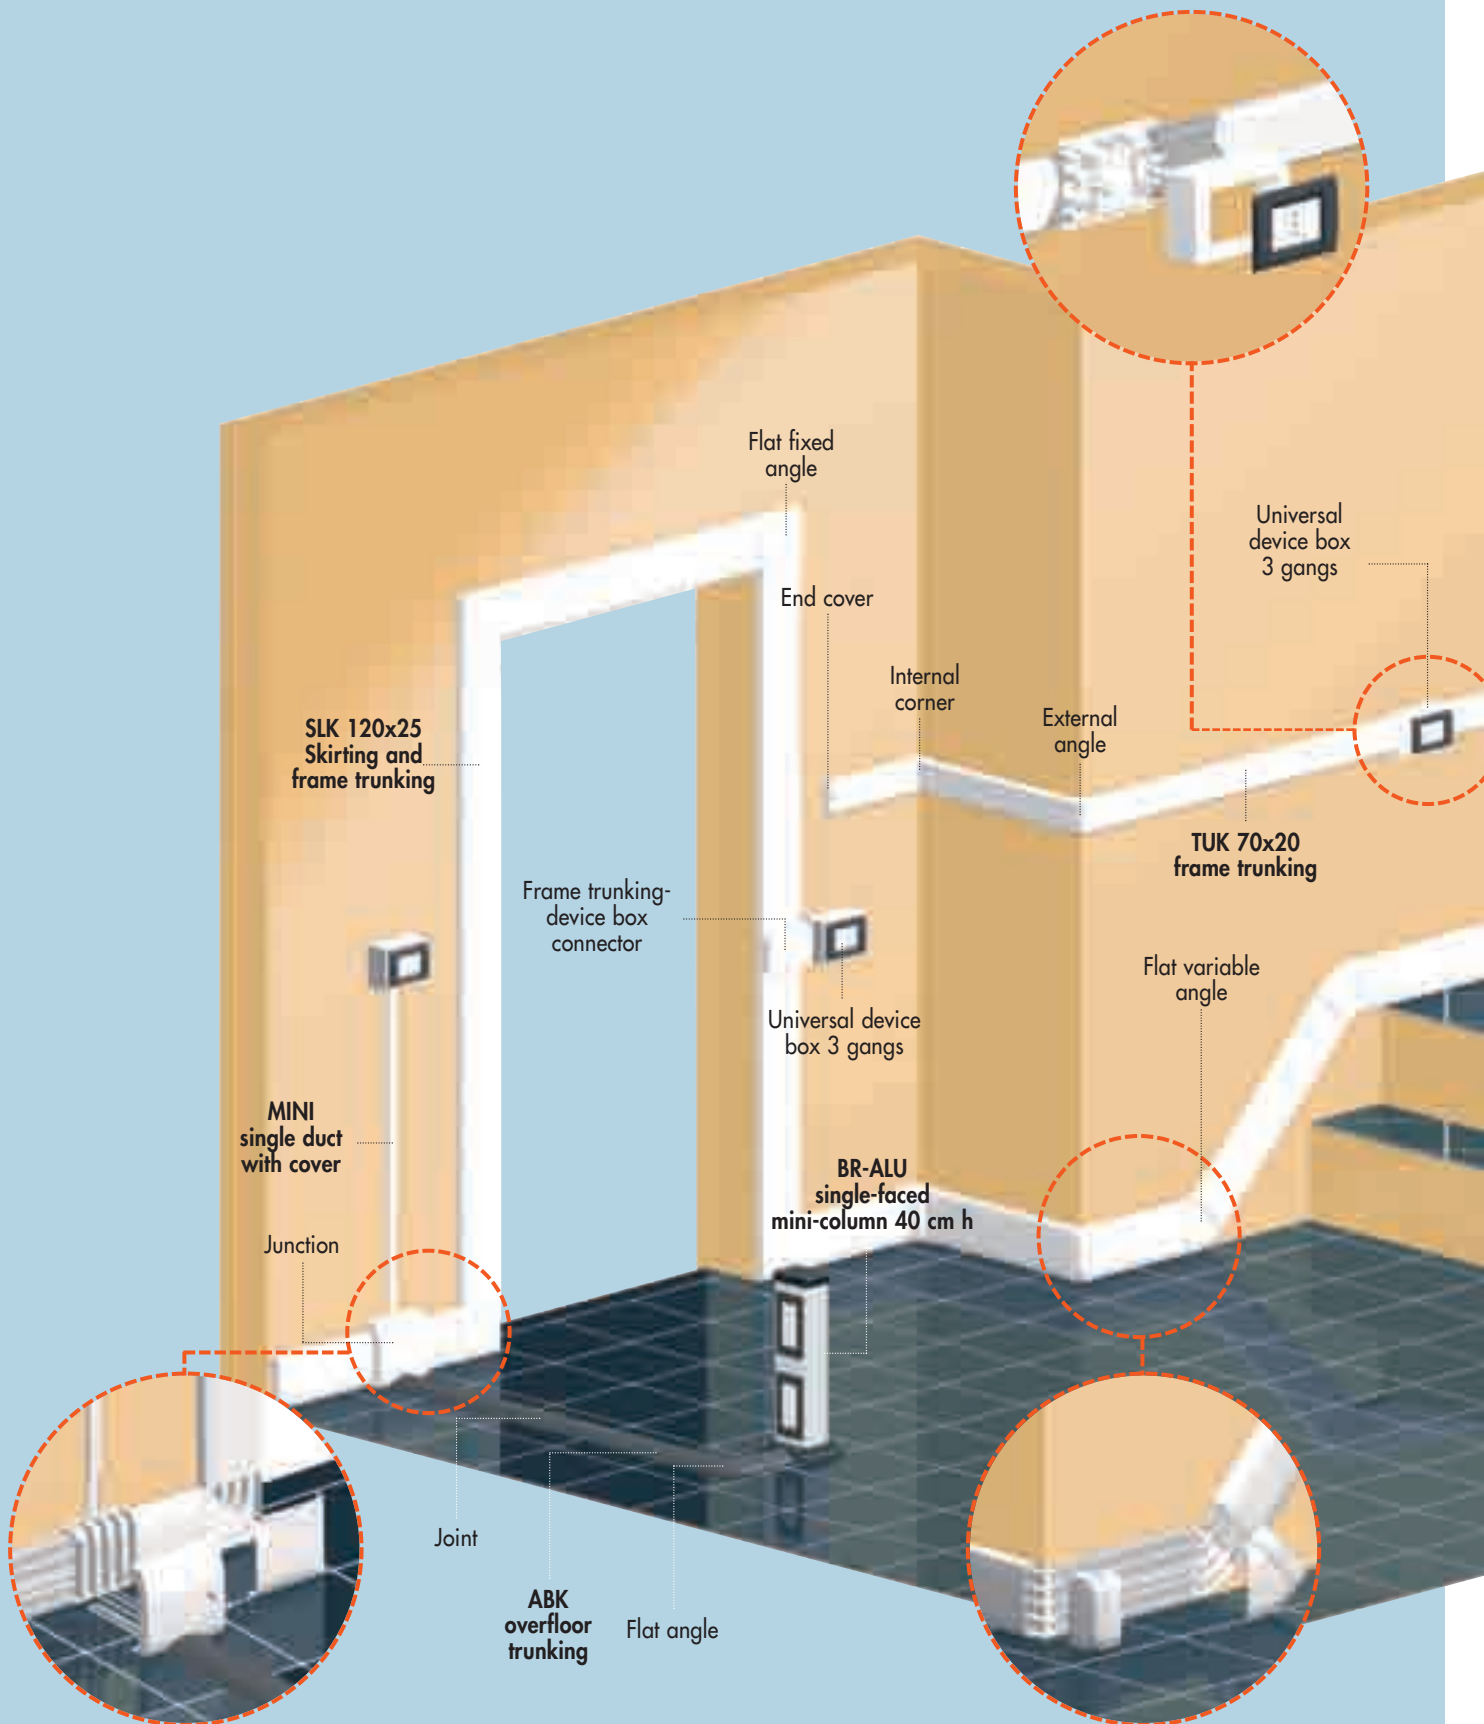 Flat fixed
angle
Universal
device box
3 gangs
End cover
Internal
corner
External
angle
SLK 120x25
Skirting and
frame trunking
TUK 70x20
frame trunking
Frame trunking-
device box
connector
Flat variable
angle
Universal device
box 3 gangs
MINI
single duct
with cover
BR-ALU
single-faced
mini-column 40 cm h
Junction
Joint
ABK
overfloor
trunking
Flat angle